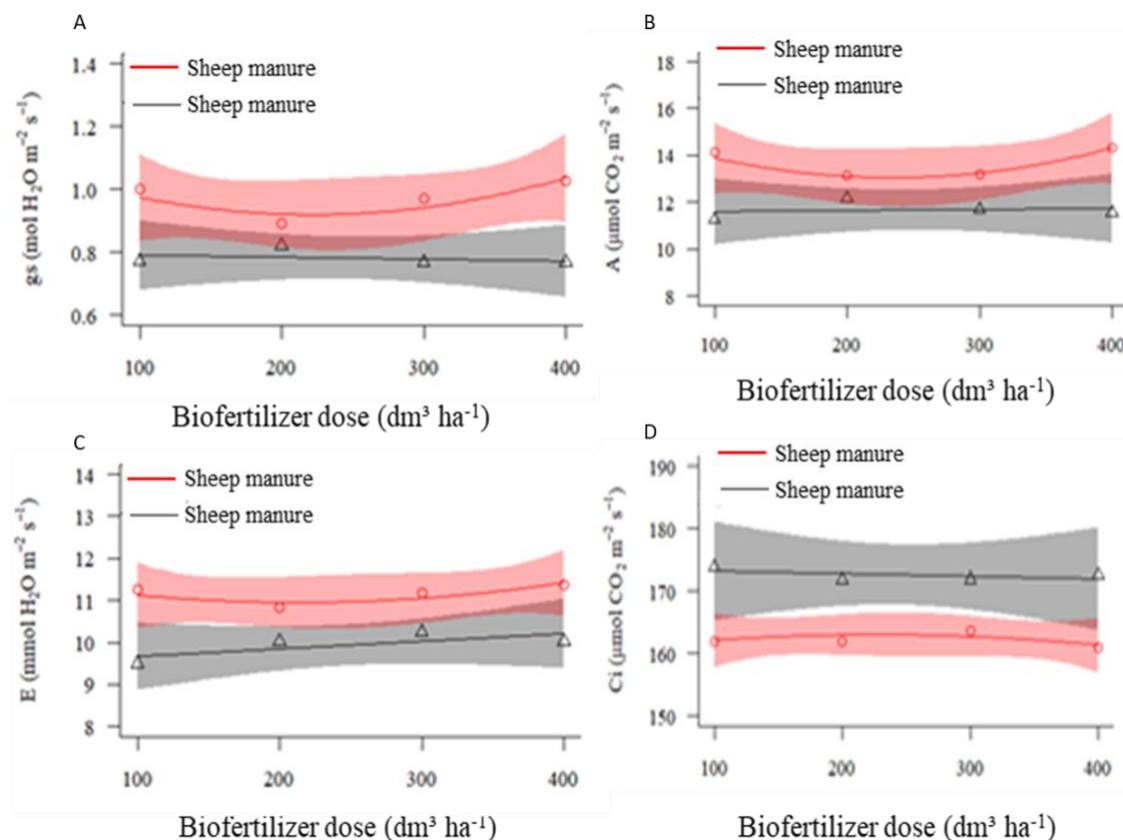 A
gs (mol H₂O m⁻² s⁻¹)
1.4
1.2
1.0
0.8
0.6
Sheep manure
Sheep manure
100 200 300 400
Biofertilizer dose (dm³ ha⁻¹)
B
A (µmol CO₂ m⁻² s⁻¹)
18
16
14
12
10
8
Sheep manure
Sheep manure
100 200 300 400
Biofertilizer dose (dm³ ha⁻¹)
C
E (mmol H₂O m⁻² s⁻¹)
14
13
12
11
10
9
8
Sheep manure
Sheep manure
100 200 300 400
Biofertilizer dose (dm³ ha⁻¹)
D
Ci (µmol CO₂ m⁻² s⁻¹)
190
180
170
160
150
Sheep manure
Sheep manure
100 200 300 400
Biofertilizer dose (dm³ ha⁻¹)